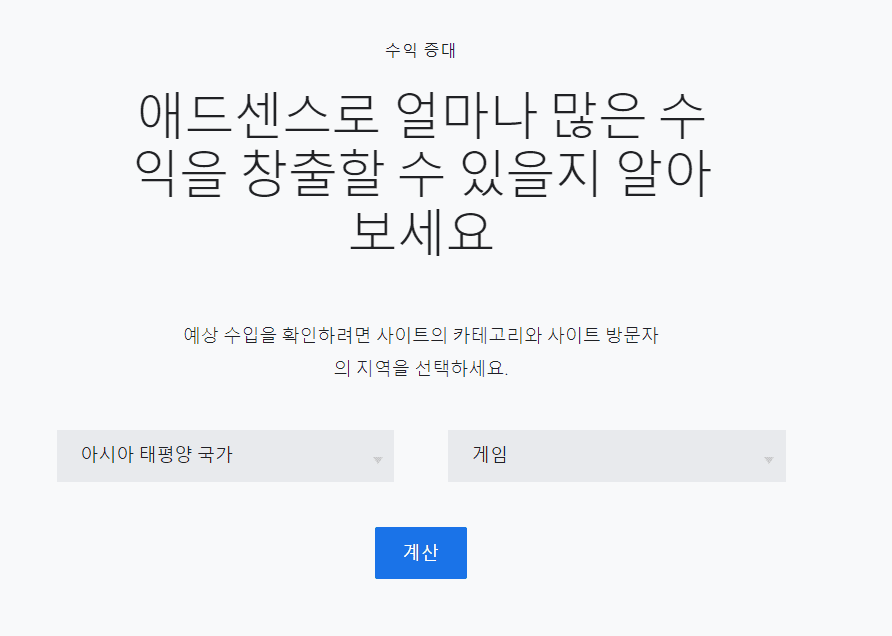 수익 증대
애드센스로 얼마나 많은 수
익을 창출할 수 있을지 알아
보세요
예상 수입을 확인하려면 사이트의 카테고리와 사이트 방문자
의 지역을 선택하세요.
아시아 태평양 국가
게임
계산